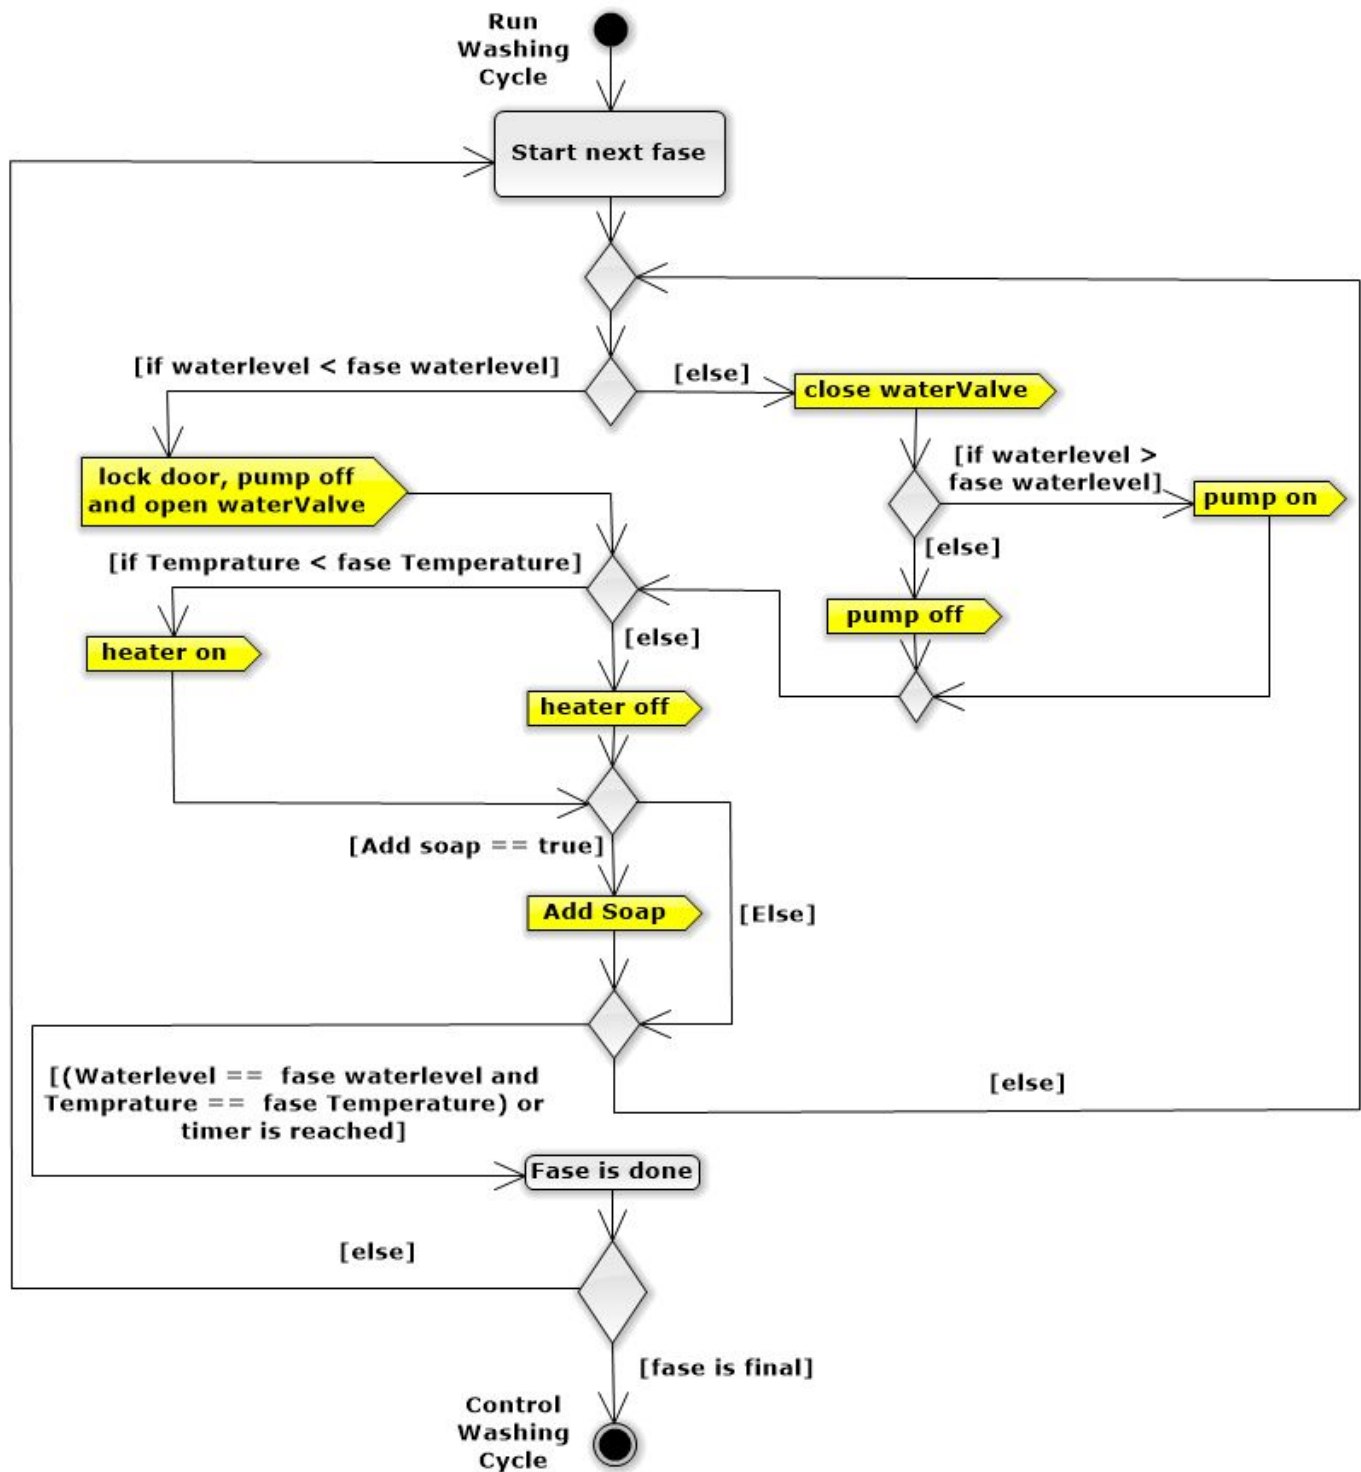 Run
Washing
Cycle
Start next fase
[if waterlevel < fase waterlevel]
[else]
close waterValve
lock door, pump off
and open waterValve
[if waterlevel >
fase waterlevel]
pump on
[else]
pump off
[if Temprature < fase Temperature]
heater on
[else]
heater off
[Add soap == true]
Add Soap
[Else]
[(Waterlevel == fase waterlevel and
Temprature == fase Temperature) or
timer is reached]
[else]
Fase is done
[else]
[fase is final]
Control
Washing
Cycle